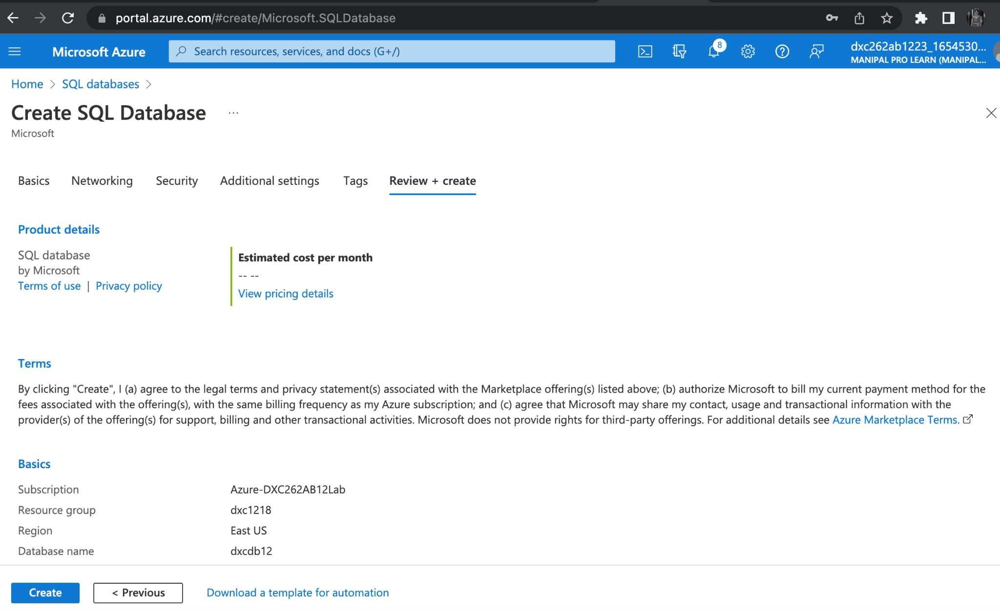 portal.azure.com/#create/Microsoft.SQLDatabase
Microsoft Azure
Search resources, services, and docs (G+/)
8
dxc262ab1223_1654530...
MANIPAL PRO LEARN (MANIPAL...
Home > SQL databases >
Create SQL Database ...
Microsoft
Basics Networking Security Additional settings Tags Review + create
Product details
SQL database
by Microsoft
Terms of use | Privacy policy
Estimated cost per month
-- --
View pricing details
Terms
By clicking "Create", I (a) agree to the legal terms and privacy statement(s) associated with the Marketplace offering(s) listed above; (b) authorize Microsoft to bill my current payment method for the
fees associated with the offering(s), with the same billing frequency as my Azure subscription; and (c) agree that Microsoft may share my contact, usage and transactional information with the
provider(s) of the offering(s) for support, billing and other transactional activities. Microsoft does not provide rights for third-party offerings. For additional details see Azure Marketplace Terms.
Basics
Subscription Azure-DXC262AB12Lab
Resource group dxc1218
Region East US
Database name dxcdb12
Create < Previous Download a template for automation